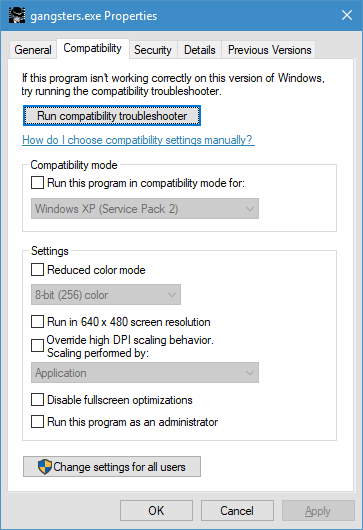 gangsters.exe Properties
General Compatibility Security Details Previous Versions
If this program isn't working correctly on this version of Windows,
try running the compatibility troubleshooter.
Run compatibility troubleshooter
How do I choose compatibility settings manually?
Compatibility mode
Run this program in compatibility mode for:
Windows XP (Service Pack 2)
Settings
Reduced color mode
8-bit (256) color
Run in 640 x 480 screen resolution
Override high DPI scaling behavior.
Scaling performed by:
Application
Disable fullscreen optimizations
Run this program as an administrator
Change settings for all users
OK Cancel Apply